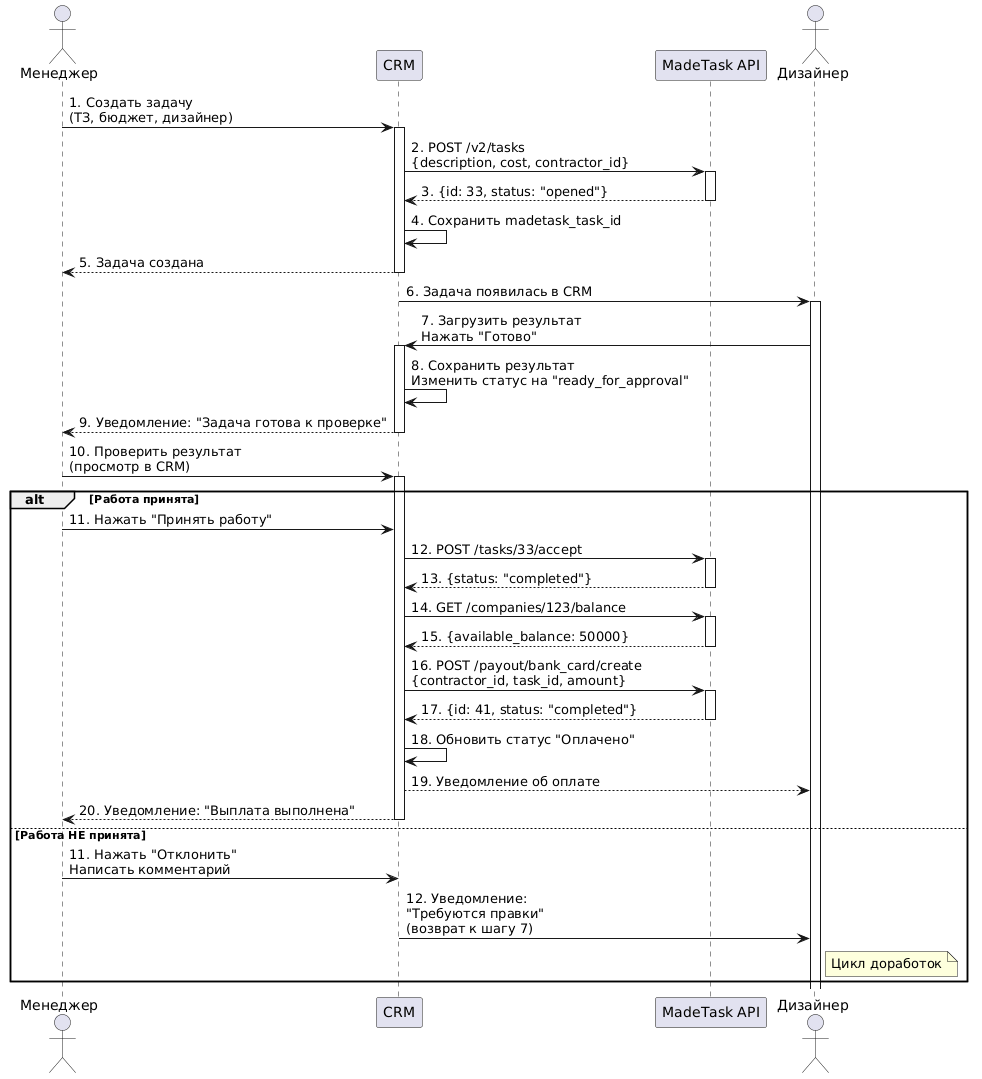 Менеджер
CRM
MadeTask API
Дизайнер
1. Создать задачу
(ТЗ, бюджет, дизайнер)
2. POST /v2/tasks
{description, cost, contractor_id}
3. {id: 33, status: "opened"}
4. Сохранить madetask_task_id
5. Задача создана
6. Задача появилась в CRM
7. Загрузить результат
Нажать "Готово"
8. Сохранить результат
Изменить статус на "ready_for_approval"
9. Уведомление: "Задача готова к проверке"
10. Проверить результат
(просмотр в CRM)
alt
[Работа принята]
11. Нажать "Принять работу"
12. POST /tasks/33/accept
13. {status: "completed"}
14. GET /companies/123/balance
15. {available_balance: 50000}
16. POST /payout/bank_card/create
{contractor_id, task_id, amount}
17. {id: 41, status: "completed"}
18. Обновить статус "Оплачено"
19. Уведомление об оплате
20. Уведомление: "Выплата выполнена"
[Работа НЕ принята]
11. Нажать "Отклонить"
Написать комментарий
12. Уведомление:
"Требуются правки"
(возврат к шагу 7)
Цикл доработок
Менеджер
CRM
MadeTask API
Дизайнер